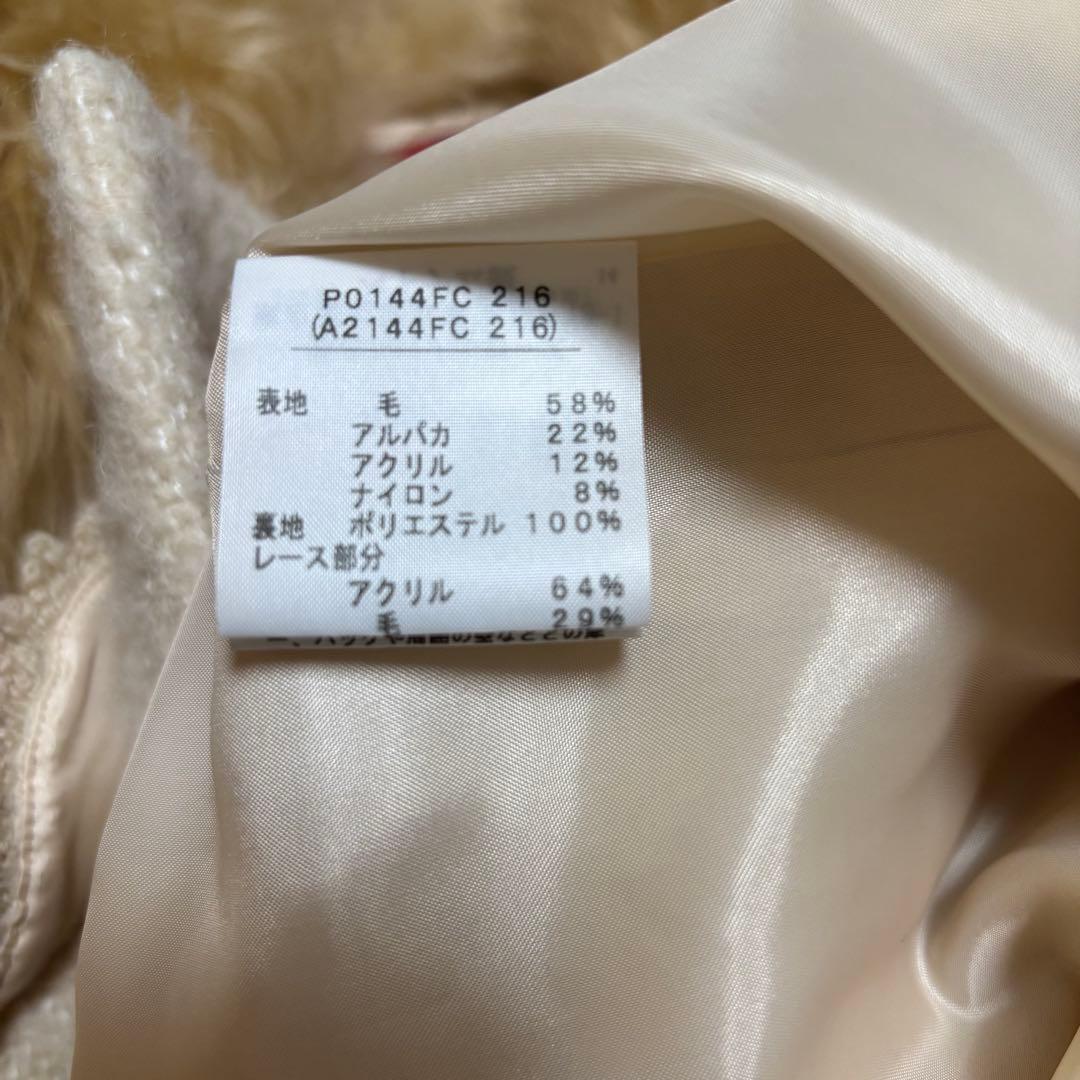 P0144FC 216
(A2144FC 216)
表地 毛 58%
アルパカ 22%
アクリル 12%
ナイロン 8%
裏地 ポリエステル 100%
レース部分
アクリル 64%
毛 29%